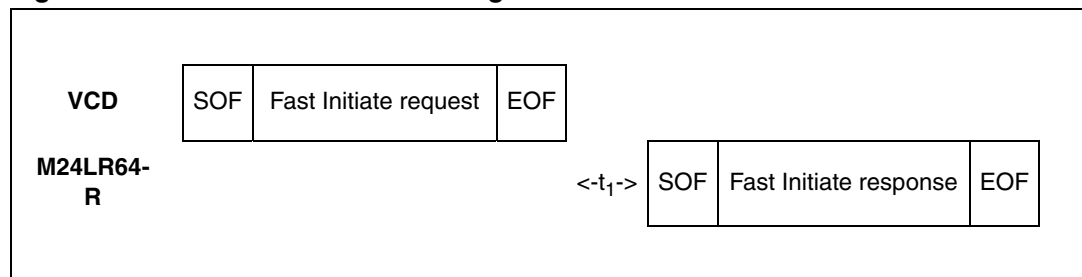 VCD SOF Fast Initiate request EOF
M24LR64-
R
<-t1-> SOF Fast Initiate response EOF